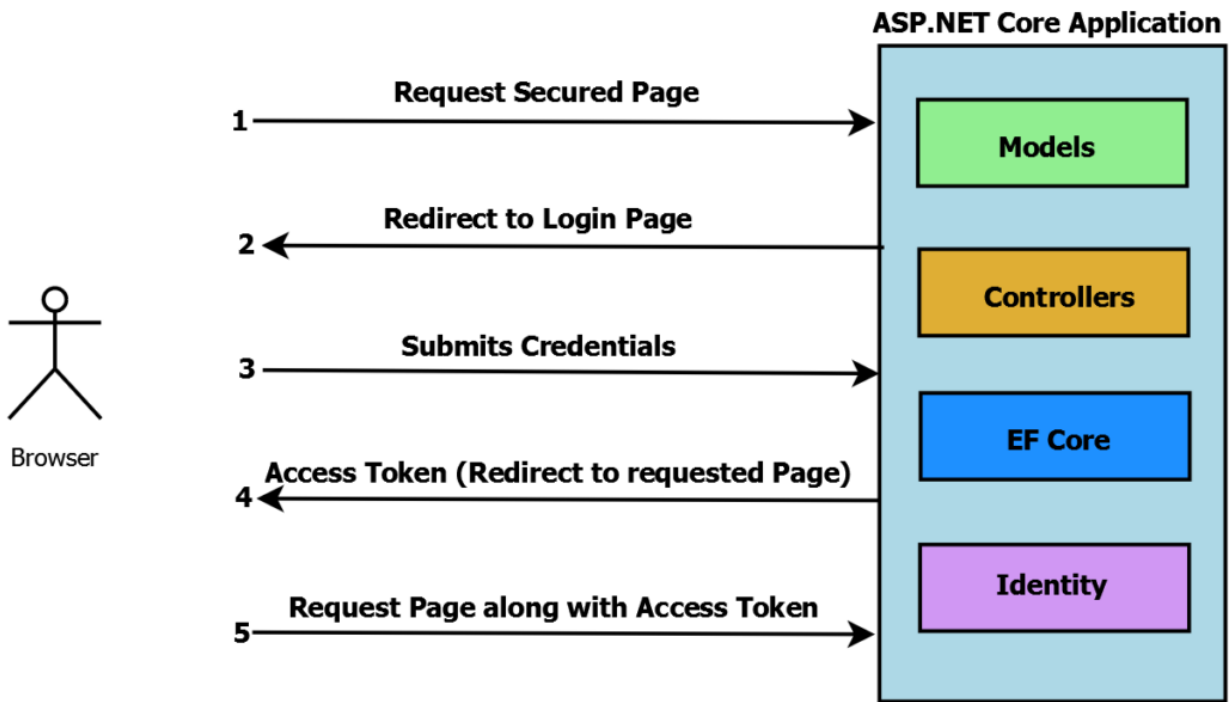 ASP.NET Core Application
Request Secured Page
1
Models
Redirect to Login Page
2
Controllers
Submits Credentials
3
EF Core
Browser
Access Token (Redirect to requested Page)
4
Identity
Request Page along with Access Token
5